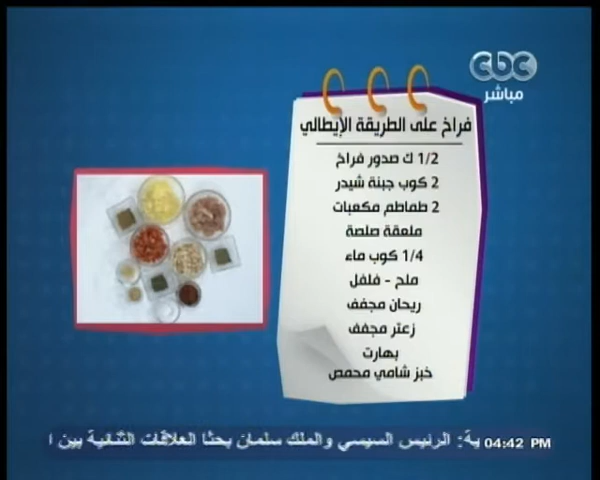 cbc
مباشر
فراخ على الطريقة الإيطالي
1/2 ك صدور فراخ
2 كوب جبنة شيدر
2 طماطم مكعبات
ملعقة صلصة
1/4 كوب ماء
ملح - فلفل
ريحان مجفف
زعتر مجفف
بهارت
خبز شامي محمص
ية: الرئيس السيسي والملك سلمان بحثا العلاقات الثنائية بين ا
04:42 PM